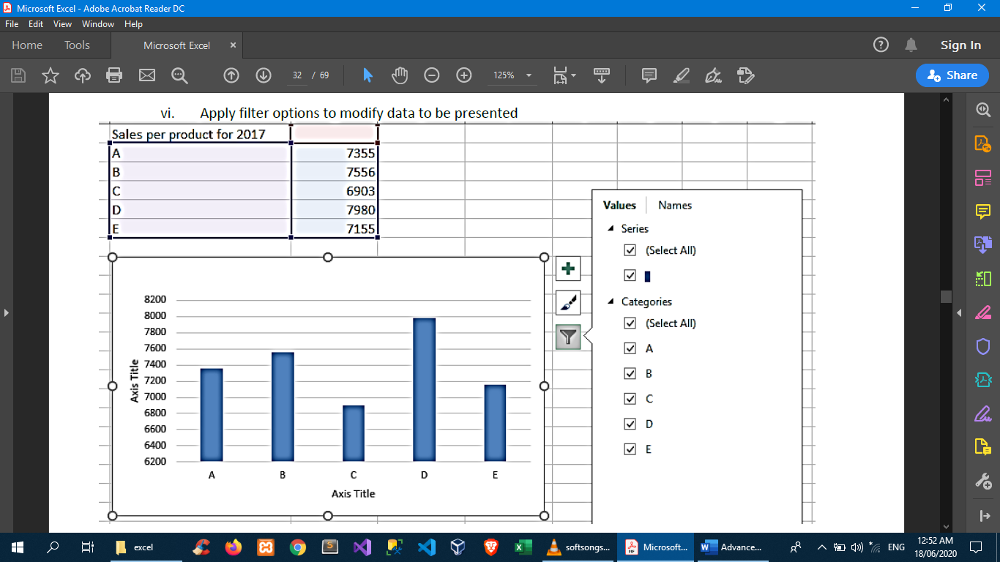 Microsoft Excel - Adobe Acrobat Reader DC
File Edit View Window Help
Home Tools Microsoft Excel × Sign In
32 / 69 125% Share
vi. Apply filter options to modify data to be presented
Sales per product for 2017
A 7355
B 7556
C 6903
D 7980
E 7155
Values Names
Series
(Select All)
Categories
(Select All)
A
B
C
D
E
8200
8000
7800
7600
7400
7200
7000
6800
6600
6400
6200
Axis Title
A B C D E
Axis Title
excel softsongs... Microsoft... Advance... ENG 12:52 AM
18/06/2020